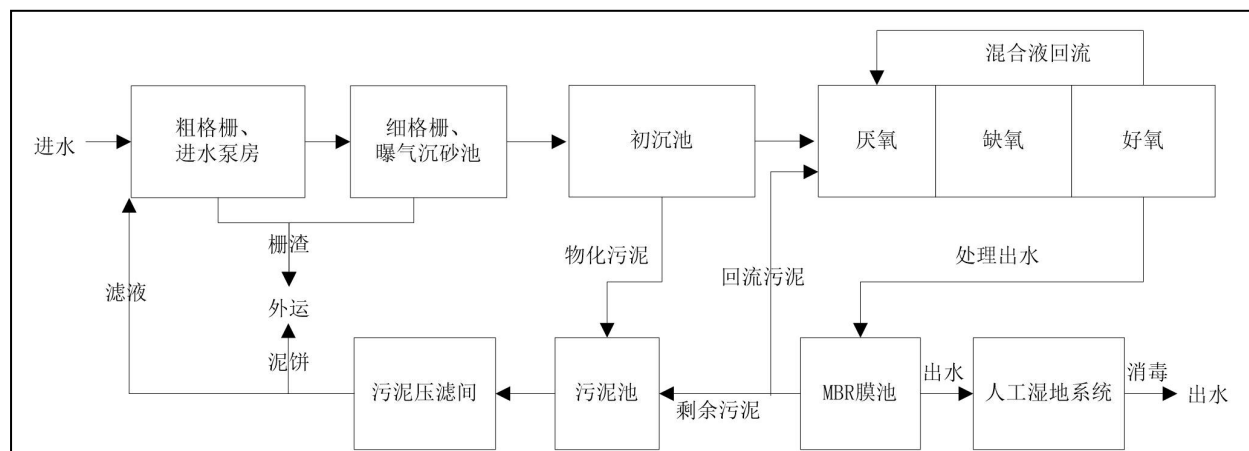 混合液回流
进水
粗格栅、
进水泵房
细格栅、
曝气沉砂池
初沉池
厌氧
缺氧
好氧
栅渣
物化污泥
回流污泥
处理出水
滤液
外运
泥饼
污泥压滤间
污泥池
剩余污泥
MBR膜池
出水
人工湿地系统
消毒
出水